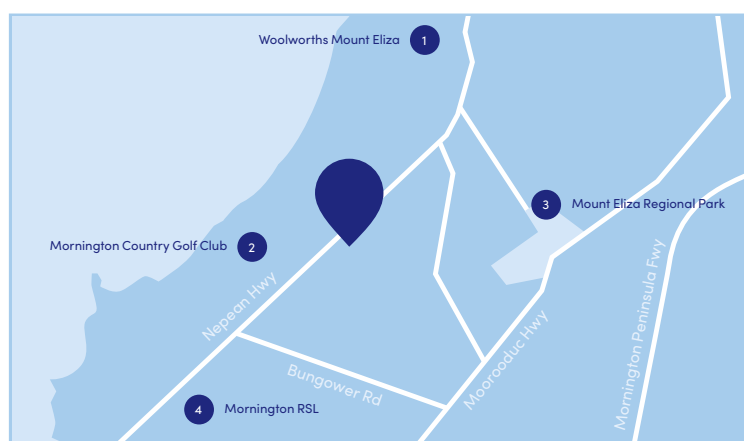 Woolworths Mount Eliza
1
3
Mount Eliza Regional Park
Mornington Country Golf Club
2
Nepean Hwy
Mornington Peninsula Fwy
Moorooduc Hwy
Bungower Rd
4
Mornington RSL